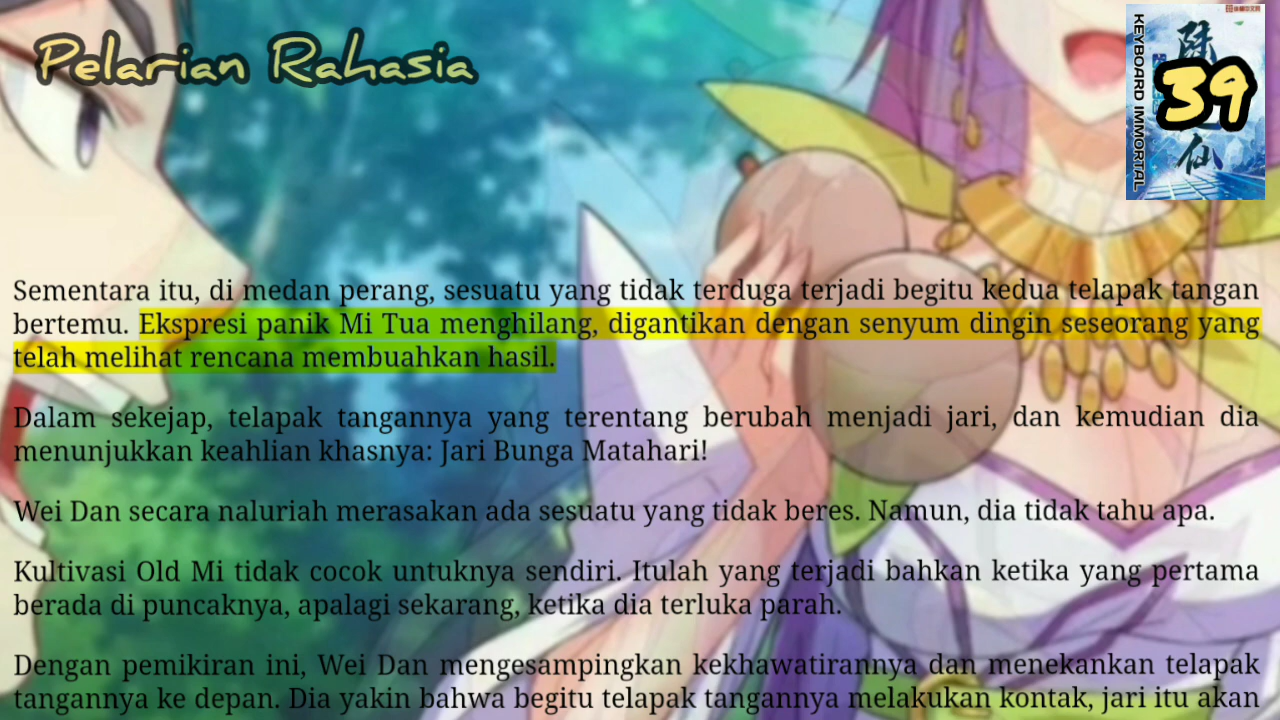 Pelarian Rahasia
KEYBOARD IMMORTAL
39
Sementara itu, di medan perang, sesuatu yang tidak terduga terjadi begitu kedua telapak tangan
bertemu. Ekspresi panik Mi Tua menghilang, digantikan dengan senyum dingin seseorang yang
telah melihat rencana membuahkan hasil.
Dalam sekejap, telapak tangannya yang terentang berubah menjadi jari, dan kemudian dia
menunjukkan keahlian khasnya: Jari Bunga Matahari!
Wei Dan secara naluriah merasakan ada sesuatu yang tidak beres. Namun, dia tidak tahu apa.
Kultivasi Old Mi tidak cocok untuknya sendiri. Itulah yang terjadi bahkan ketika yang pertama
berada di puncaknya, apalagi sekarang, ketika dia terluka parah.
Dengan pemikiran ini, Wei Dan mengesampingkan kekhawatirannya dan menekankan telapak
tangannya ke depan. Dia yakin bahwa begitu telapak tangannya melakukan kontak, jari itu akan